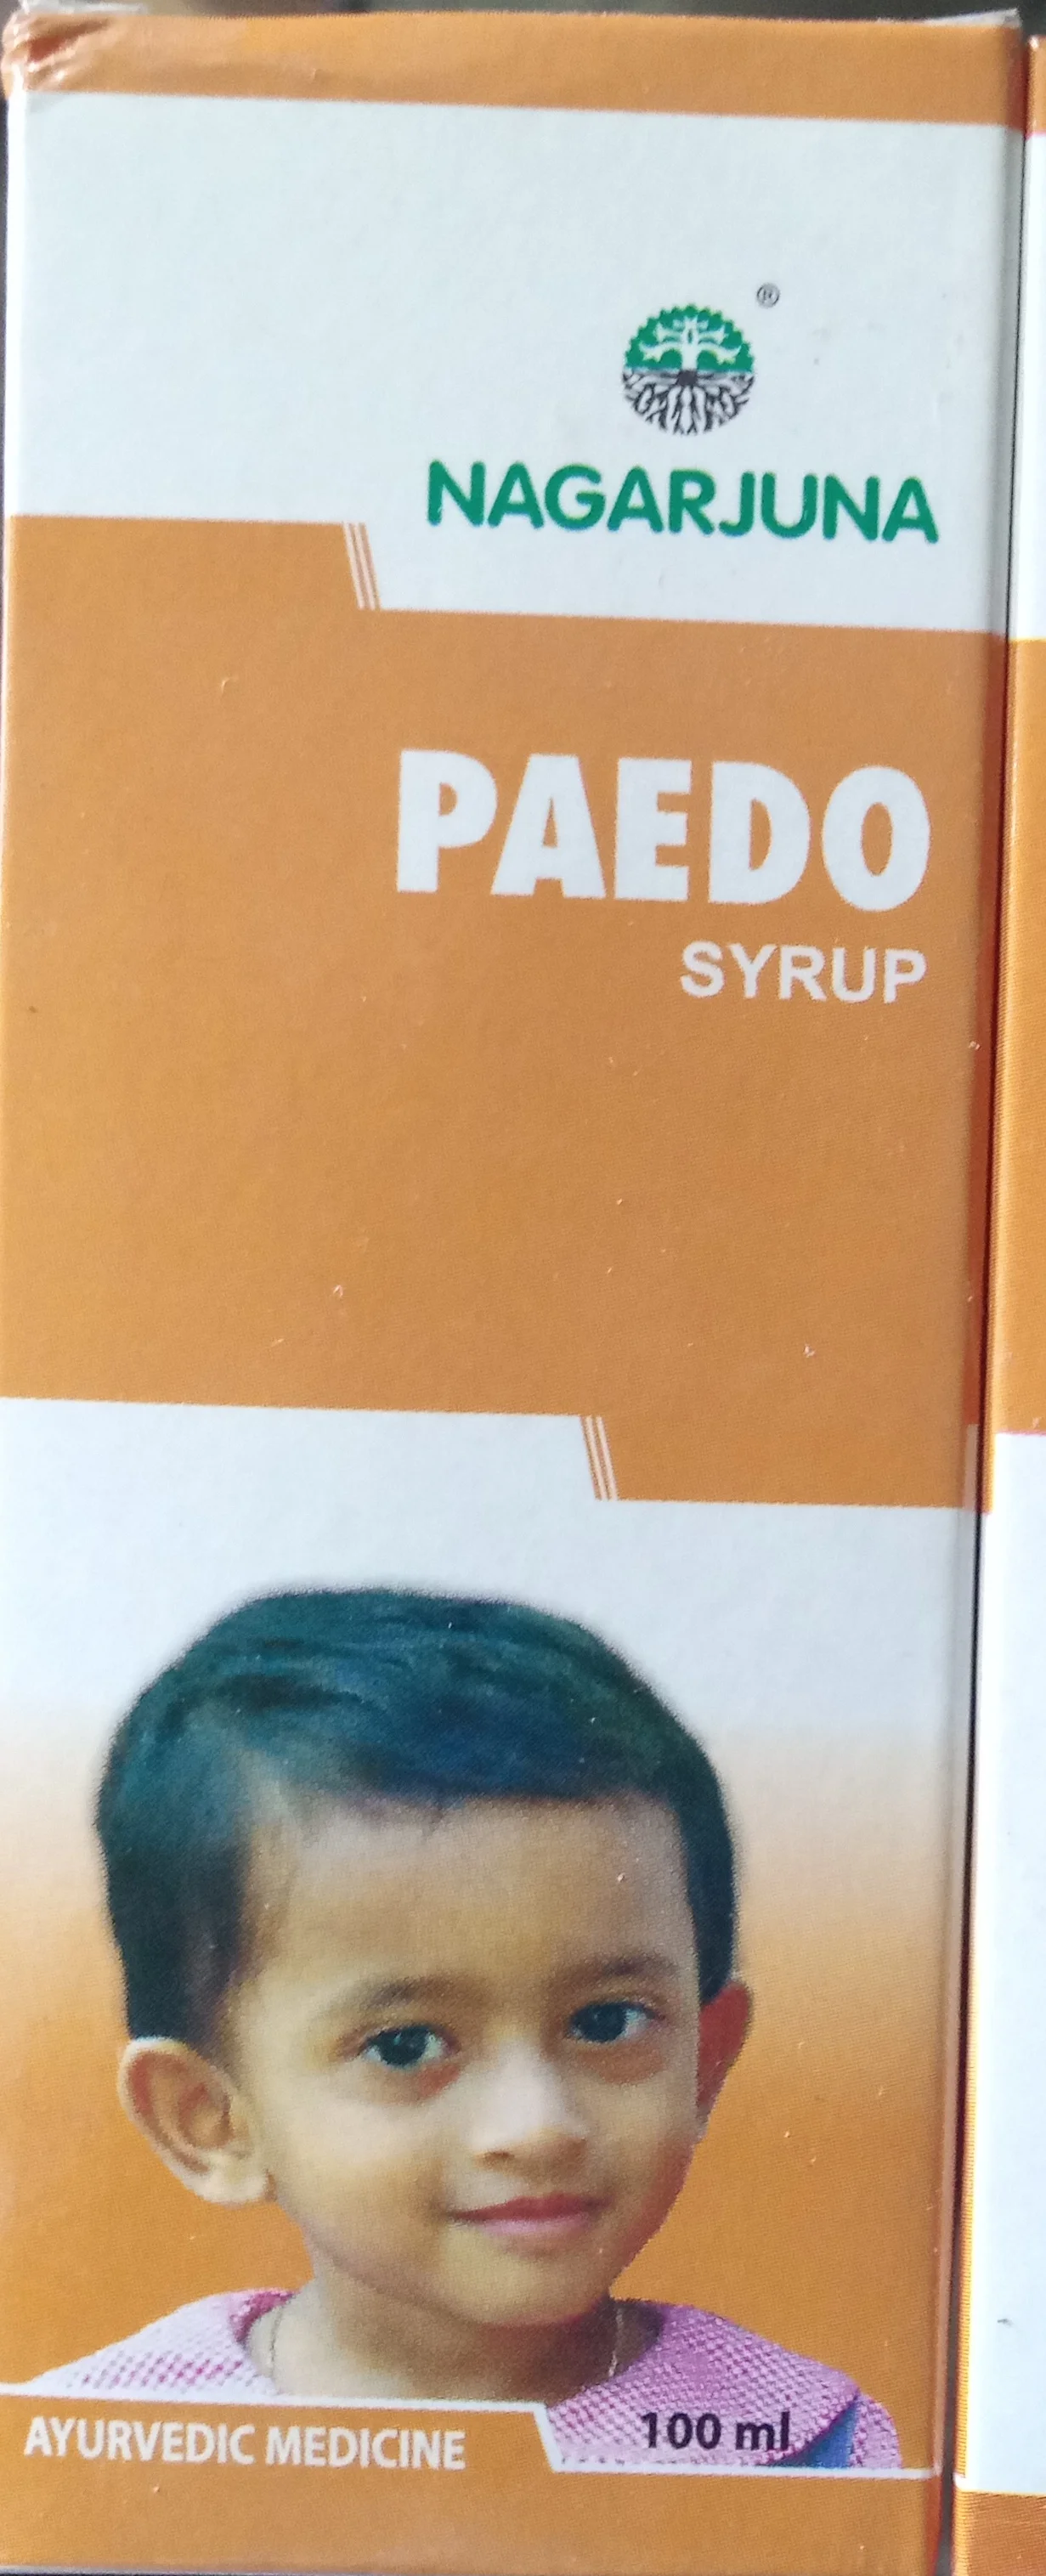 ®
NAGARJUNA
PAEDO
SYRUP
AYURVEDIC MEDICINE
100 ml